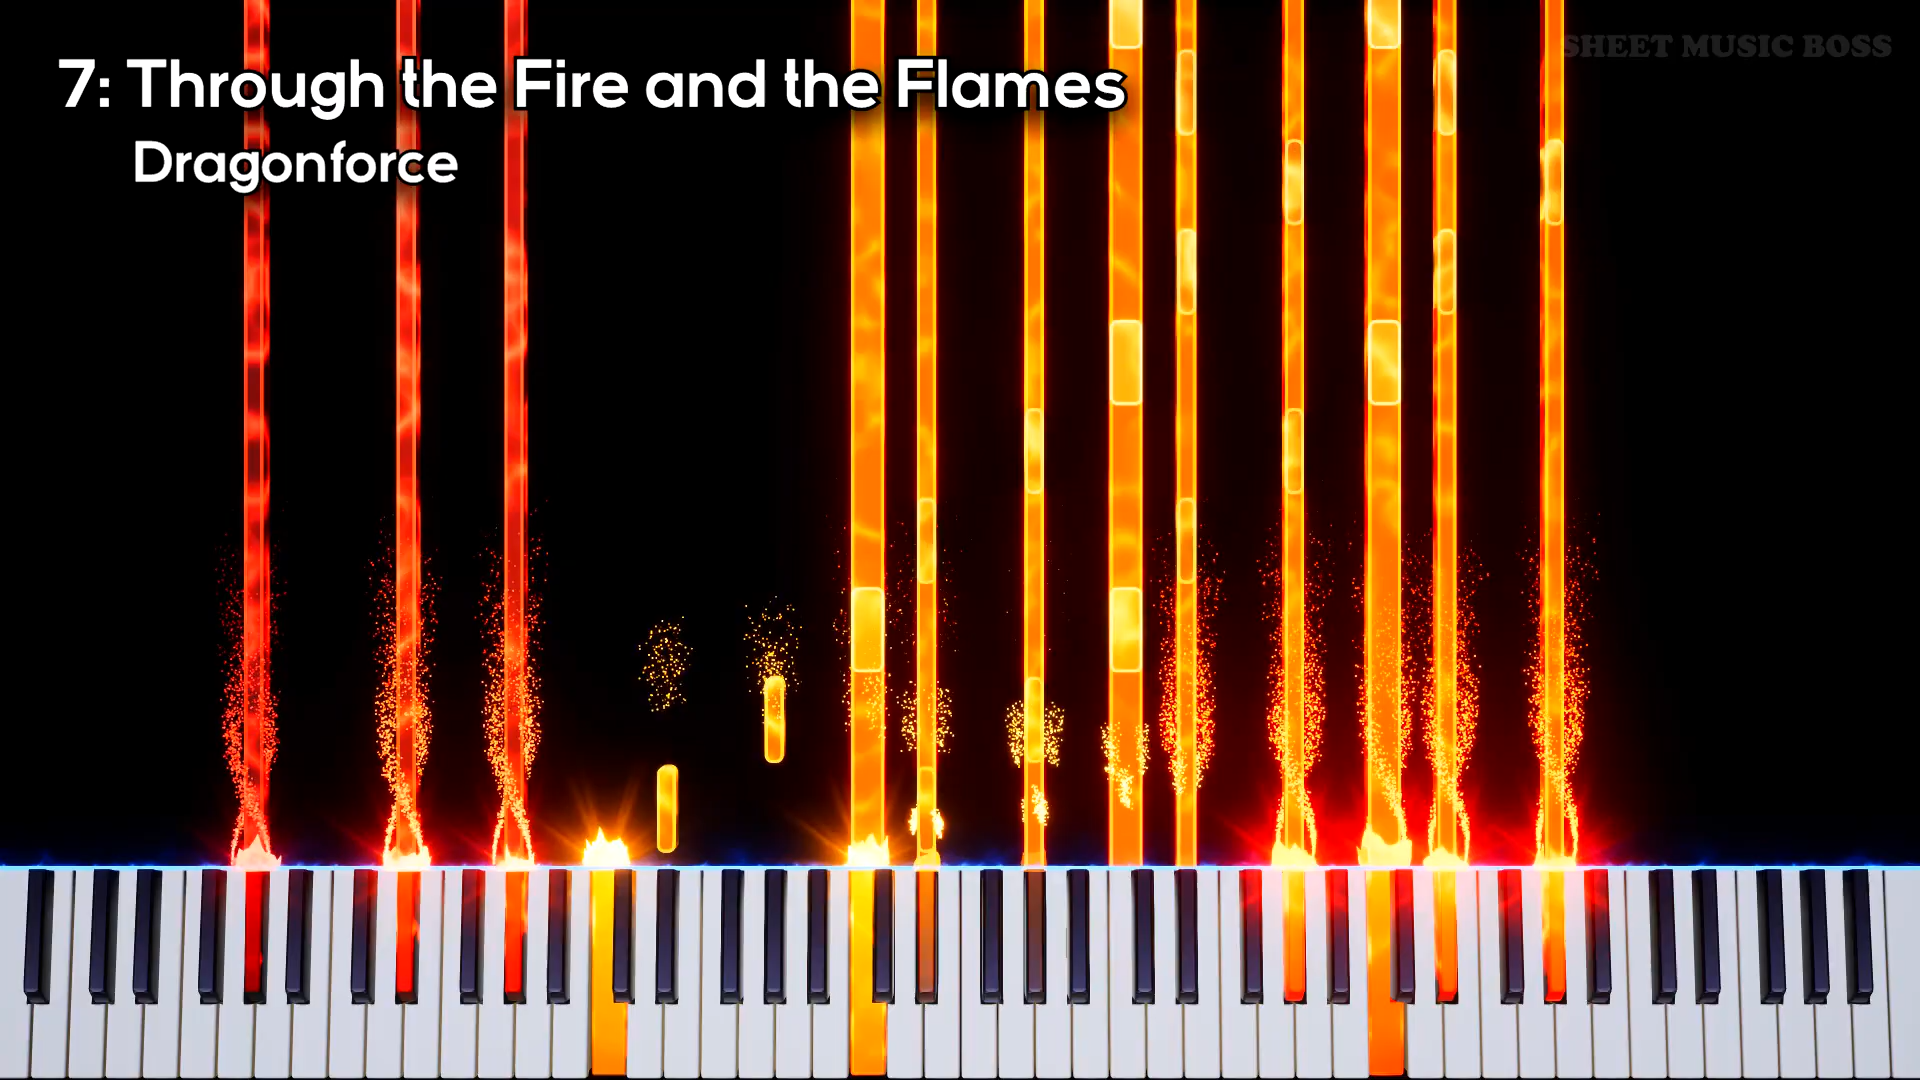 SHEET MUSIC BOSS
7: Through the Fire and the Flames
Dragonforce